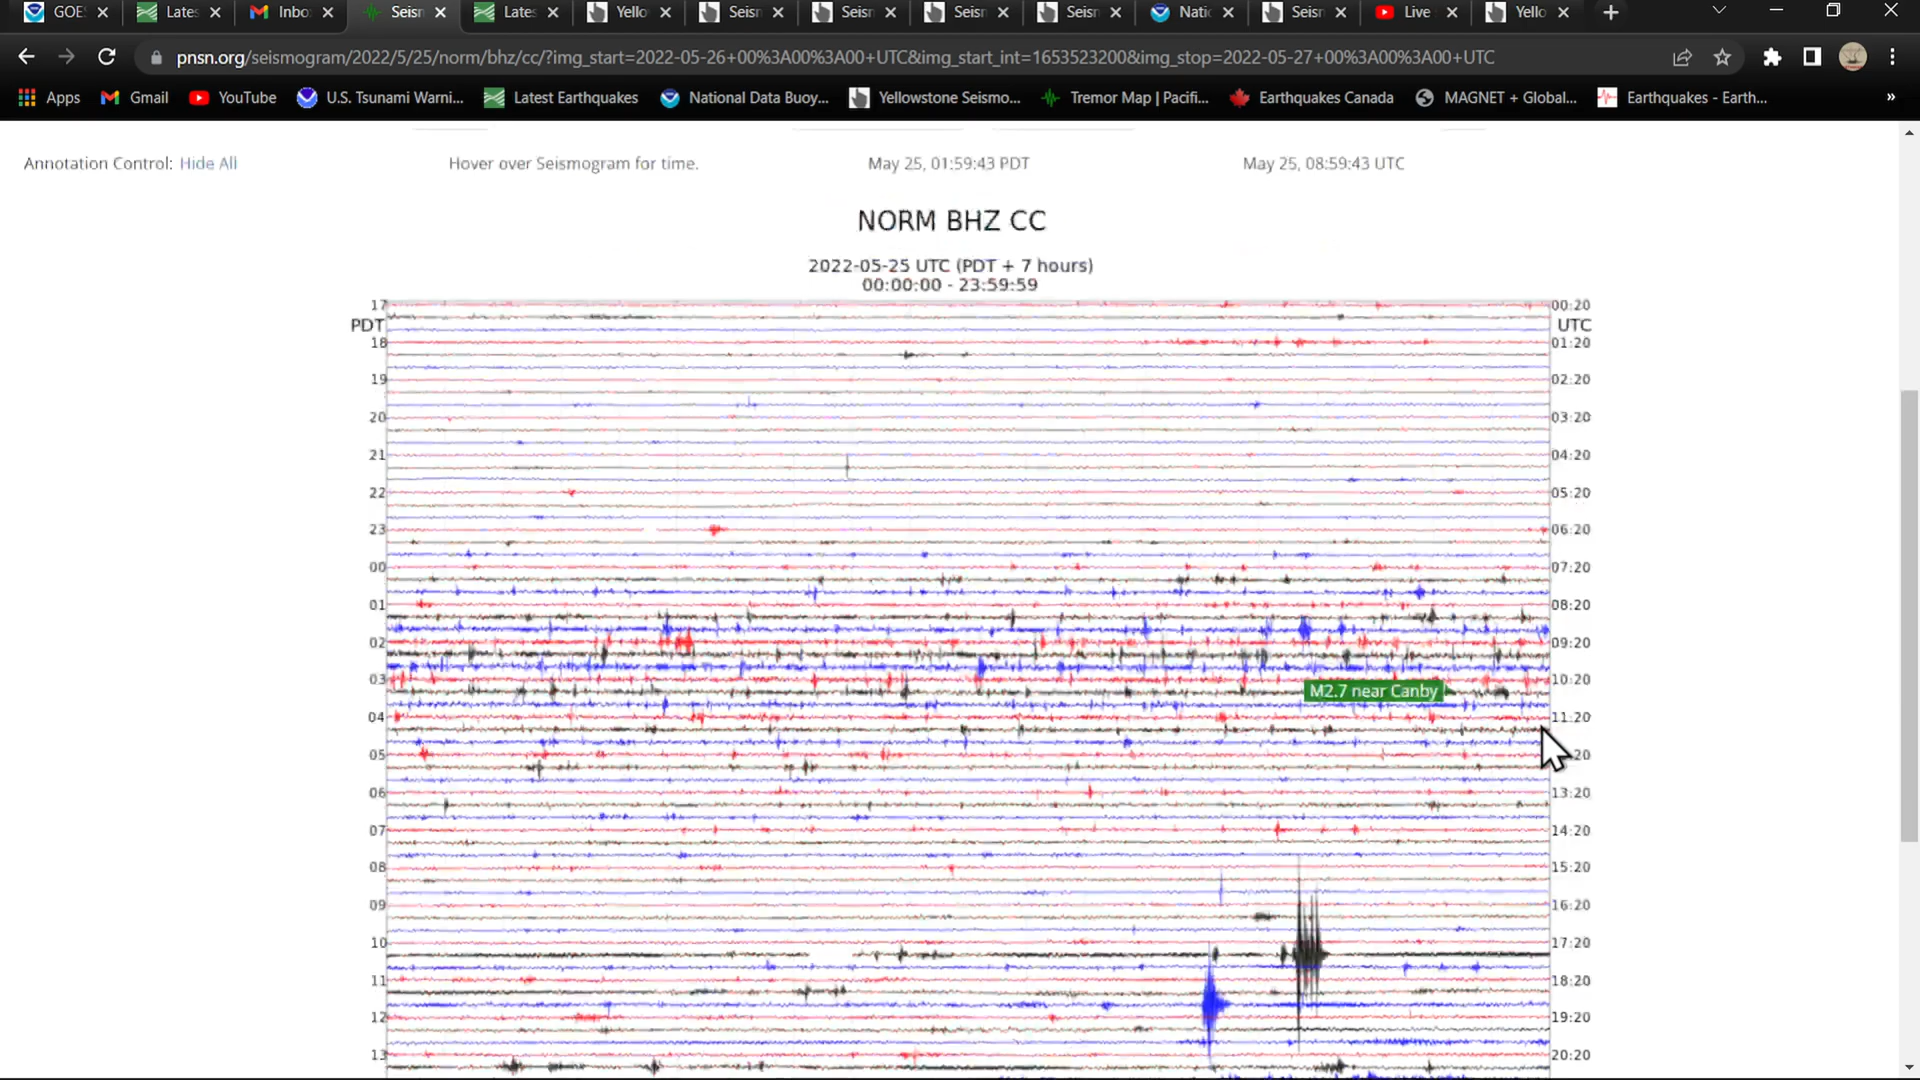 GOES
Lates
Inbo
Seisn
Lates
Yello
Seisn
Seisn
Seisn
Seisn
Natic
Seisn
Live
Yello
pnsn.org/seismogram/2022/5/25/norm/bhz/cc/?img_start=2022-05-26+00%3A00%3A00+UTC&img_start_int=1653523200&img_stop=2022-05-27+00%3A00%3A00+UTC
Apps
Gmail
YouTube
U.S. Tsunami Warni...
Latest Earthquakes
National Data Buoy...
Yellowstone Seismo...
Tremor Map | Pacifi...
Earthquakes Canada
MAGNET + Global...
Earthquakes - Earth...
»
Annotation Control: Hide All
Hover over Seismogram for time.
May 25, 01:59:43 PDT
May 25, 08:59:43 UTC
NORM BHZ CC
2022-05-25 UTC (PDT + 7 hours)
00:00:00 - 23:59:59
17 00:20
PDT UTC
18 01:20
19 02:20
20 03:20
21 04:20
22 05:20
23 06:20
00 07:20
01 08:20
02 09:20
03 10:20
M2.7 near Canby
04 11:20
05 :20
06 13:20
07 14:20
08 15:20
09 16:20
10 17:20
11 18:20
12 19:20
13 20:20